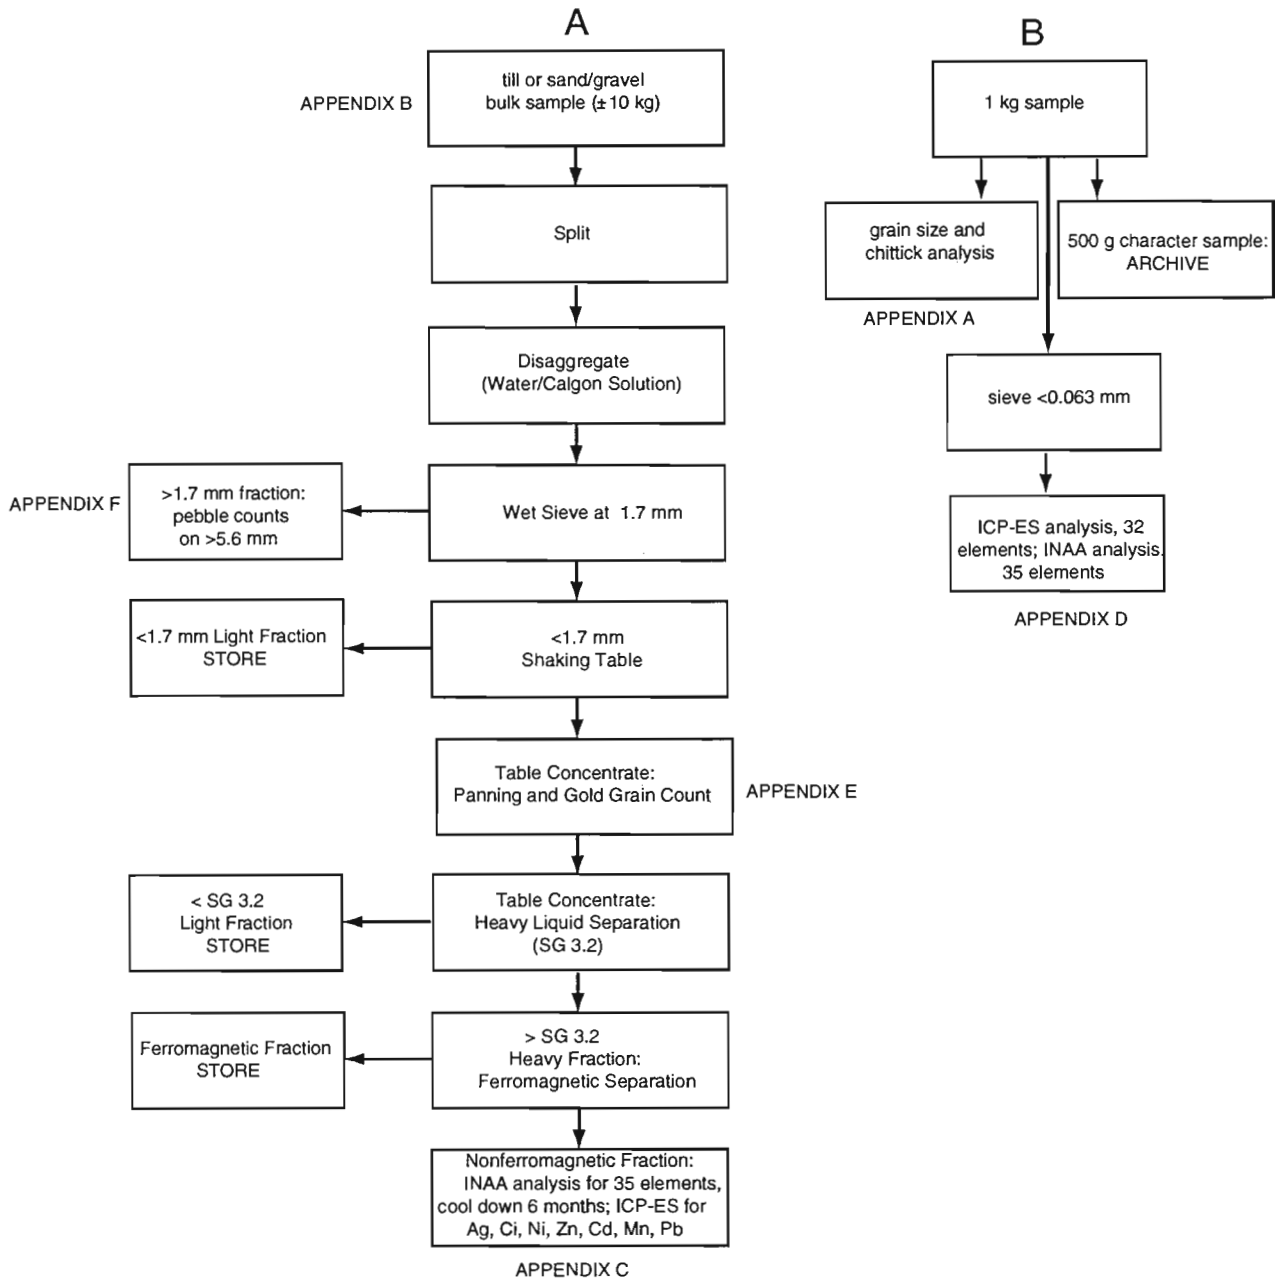 A
APPENDIX B
till or sand/gravel
bulk sample (±10 kg)
Split
Disaggregate
(Water/Calgon Solution)
APPENDIX F
>1.7 mm fraction:
pebble counts
on >5.6 mm
Wet Sieve at 1.7 mm
<1.7 mm Light Fraction
STORE
<1.7 mm
Shaking Table
Table Concentrate:
Panning and Gold Grain Count
APPENDIX E
< SG 3.2
Light Fraction
STORE
Table Concentrate:
Heavy Liquid Separation
(SG 3.2)
Ferromagnetic Fraction
STORE
> SG 3.2
Heavy Fraction:
Ferromagnetic Separation
Nonferromagnetic Fraction:
INAA analysis for 35 elements,
cool down 6 months; ICP-ES for
Ag, Ci, Ni, Zn, Cd, Mn, Pb
APPENDIX C
B
1 kg sample
grain size and
chittick analysis
APPENDIX A
500 g character sample:
ARCHIVE
sieve <0.063 mm
ICP-ES analysis, 32
elements; INAA analysis.
35 elements
APPENDIX D